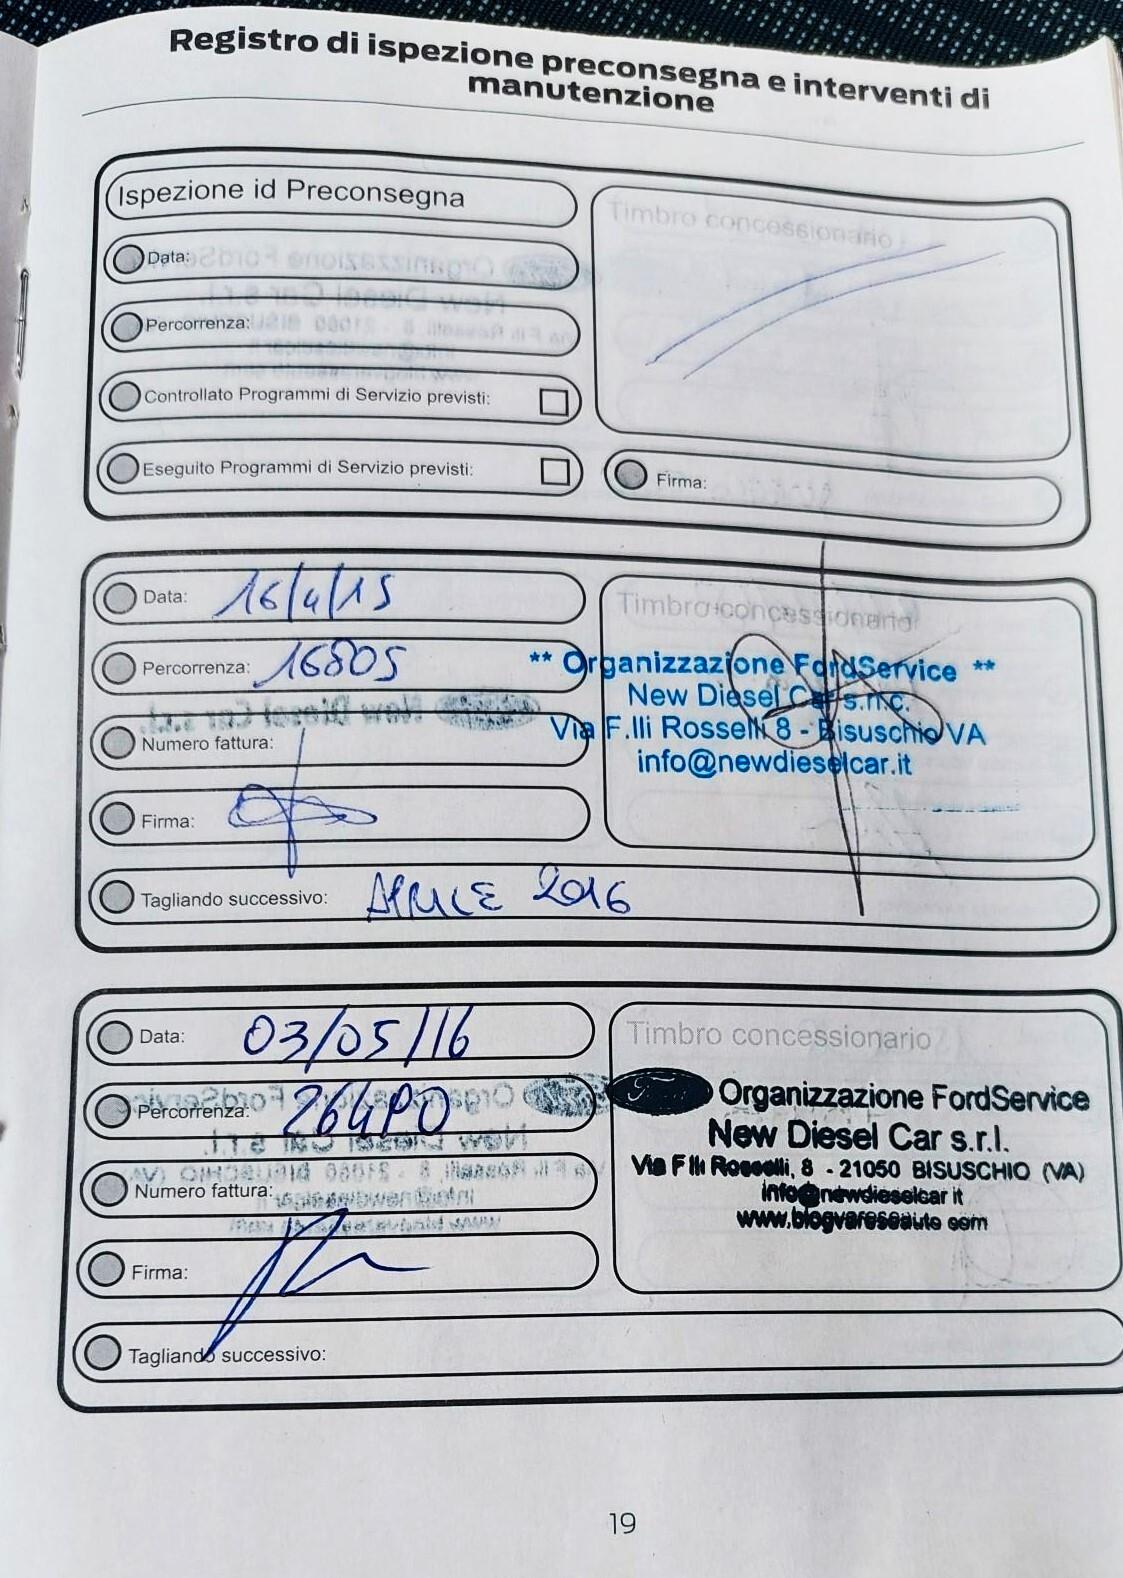 Registro di ispezione preconsegna e interventi di
manutenzione
Ispezione id Preconsegna
Data:
Percorrenza:
Controllato Programmi di Servizio previsti:
Eseguito Programmi di Servizio previsti:
Timbro concessionario
Firma:
Data: 16/4/15
Percorrenza: 16805
Numero fattura:
Firma:
Timbro concessionario
** Organizzazione FordService **
New Diesel Car s.n.c.
Via F.lli Rosselli 8 - Bisuschio VA
info@newdieselcar.it
Tagliando successivo: APRILE 2016
Data: 03/05/16
Percorrenza:
Numero fattura:
Firma:
Timbro concessionario
Ford Organizzazione FordService
New Diesel Car s.r.l.
Via F lli Rosselli, 8 - 21050 BISUSCHIO (VA)
info@newdieselcar it
www.blogvareseauto com
Tagliando successivo:
19